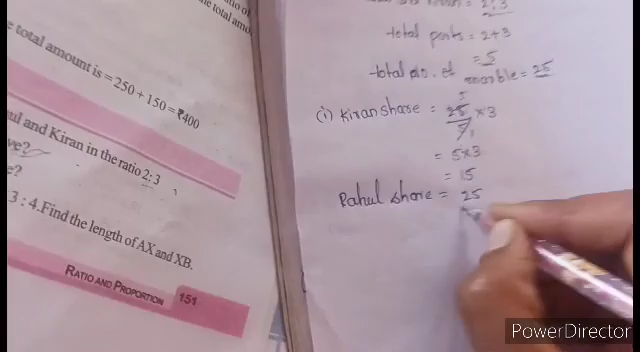 e total amount is = 250 + 150 = ₹400
ul and Kiran in the ratio 2: 3
ve?
e?
3 : 4.Find the length of AX and XB.
RATIO AND PROPORTION 151
= 2:3
total parts = 2+3
= 5
total no. of marble = 25
(i) Kiran share = 25/5 × 3
= 5×3
= 15
Rahul share = 25
PowerDirector